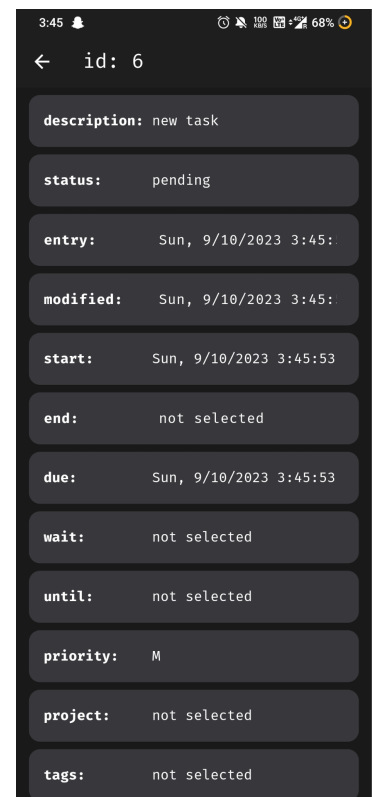 3:45 100 KB/S 4G R 68%
id: 6
description: new task
status: pending
entry: Sun, 9/10/2023 3:45:
modified: Sun, 9/10/2023 3:45:
start: Sun, 9/10/2023 3:45:53
end: not selected
due: Sun, 9/10/2023 3:45:53
wait: not selected
until: not selected
priority: M
project: not selected
tags: not selected